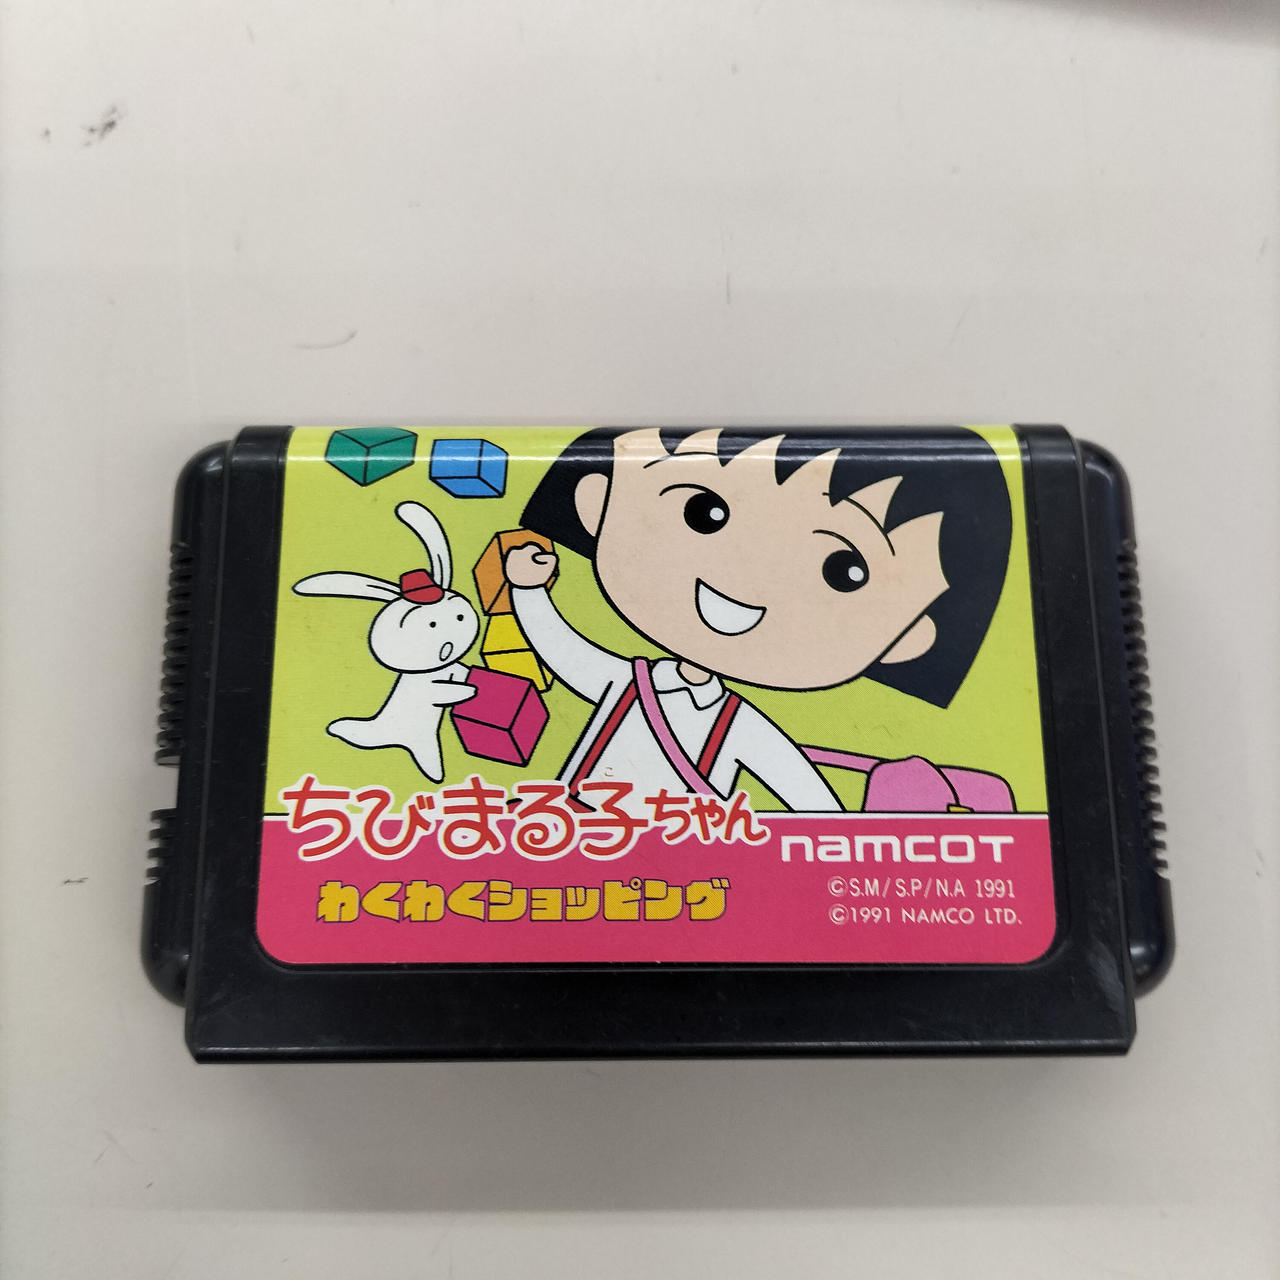 ちびまる子ちゃん
わくわくショッピング
namcot
©S.M/S.P/N.A 1991
©1991 NAMCO LTD.